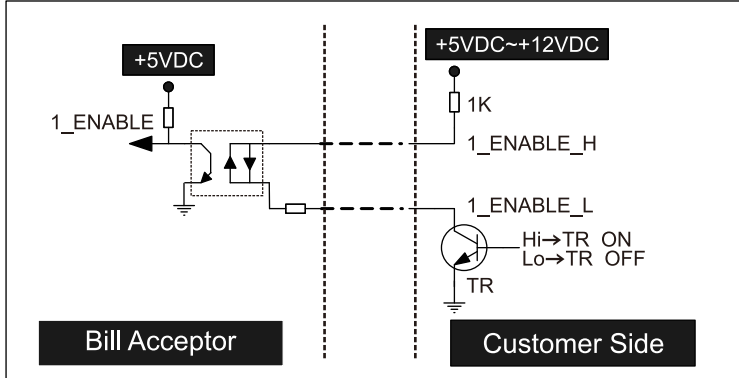 +5VDC
+5VDC~+12VDC
1_ENABLE
1K
1_ENABLE_H
1_ENABLE_L
Hi→TR ON
Lo→TR OFF
TR
Bill Acceptor
Customer Side